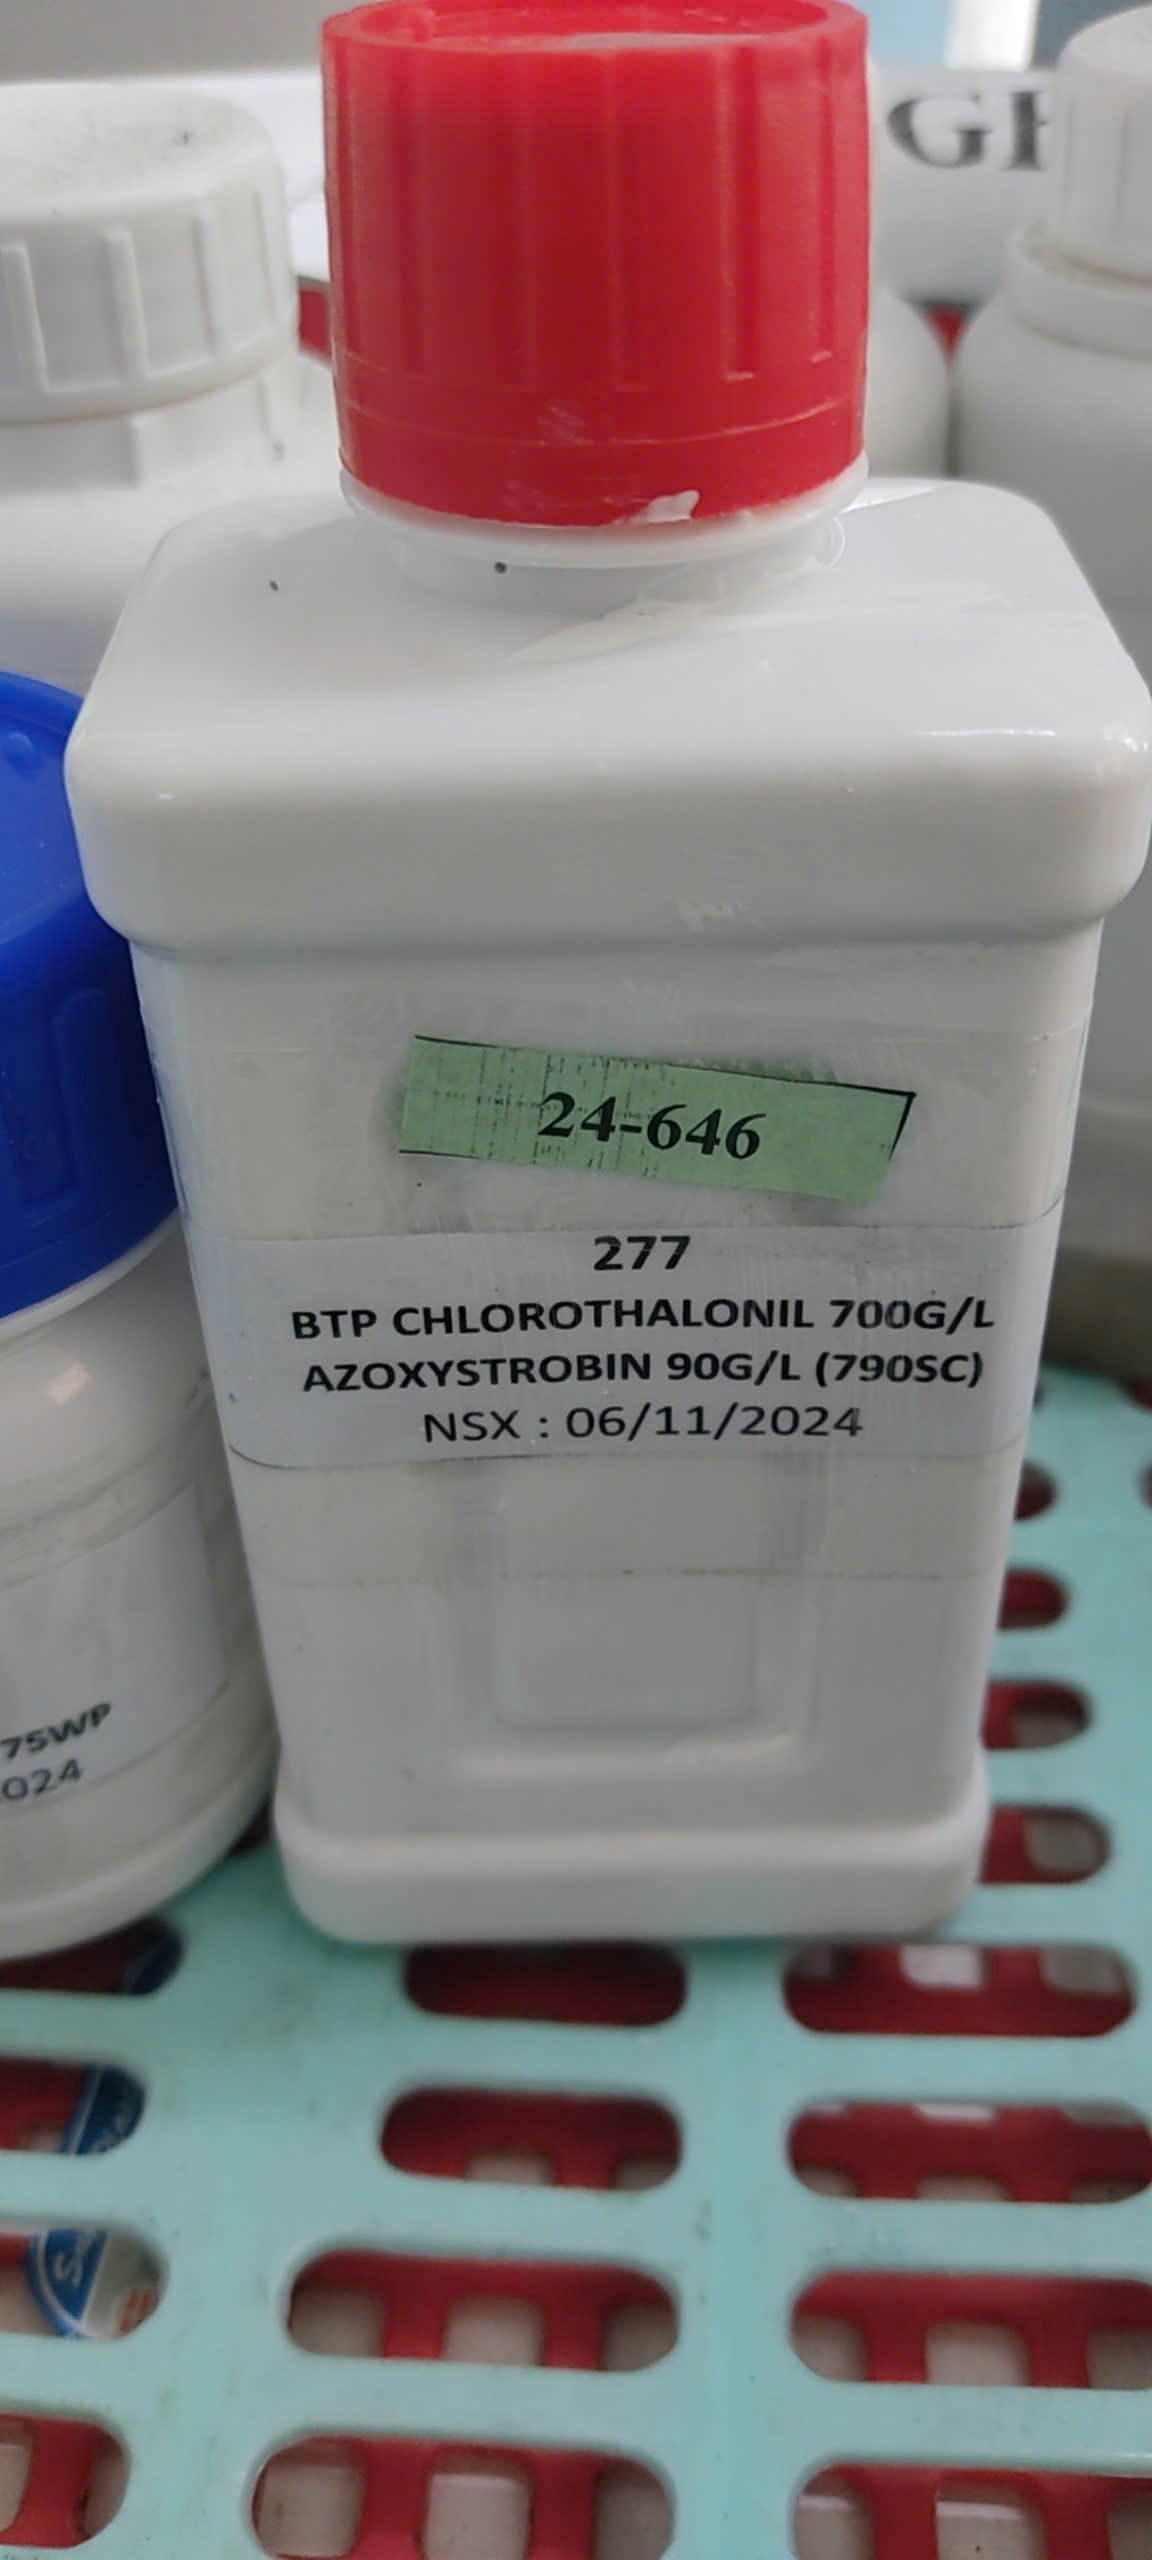 24-646
277
BTP CHLOROTHALONIL 700G/L
AZOXYSTROBIN 90G/L (790SC)
NSX : 06/11/2024
75WP
024